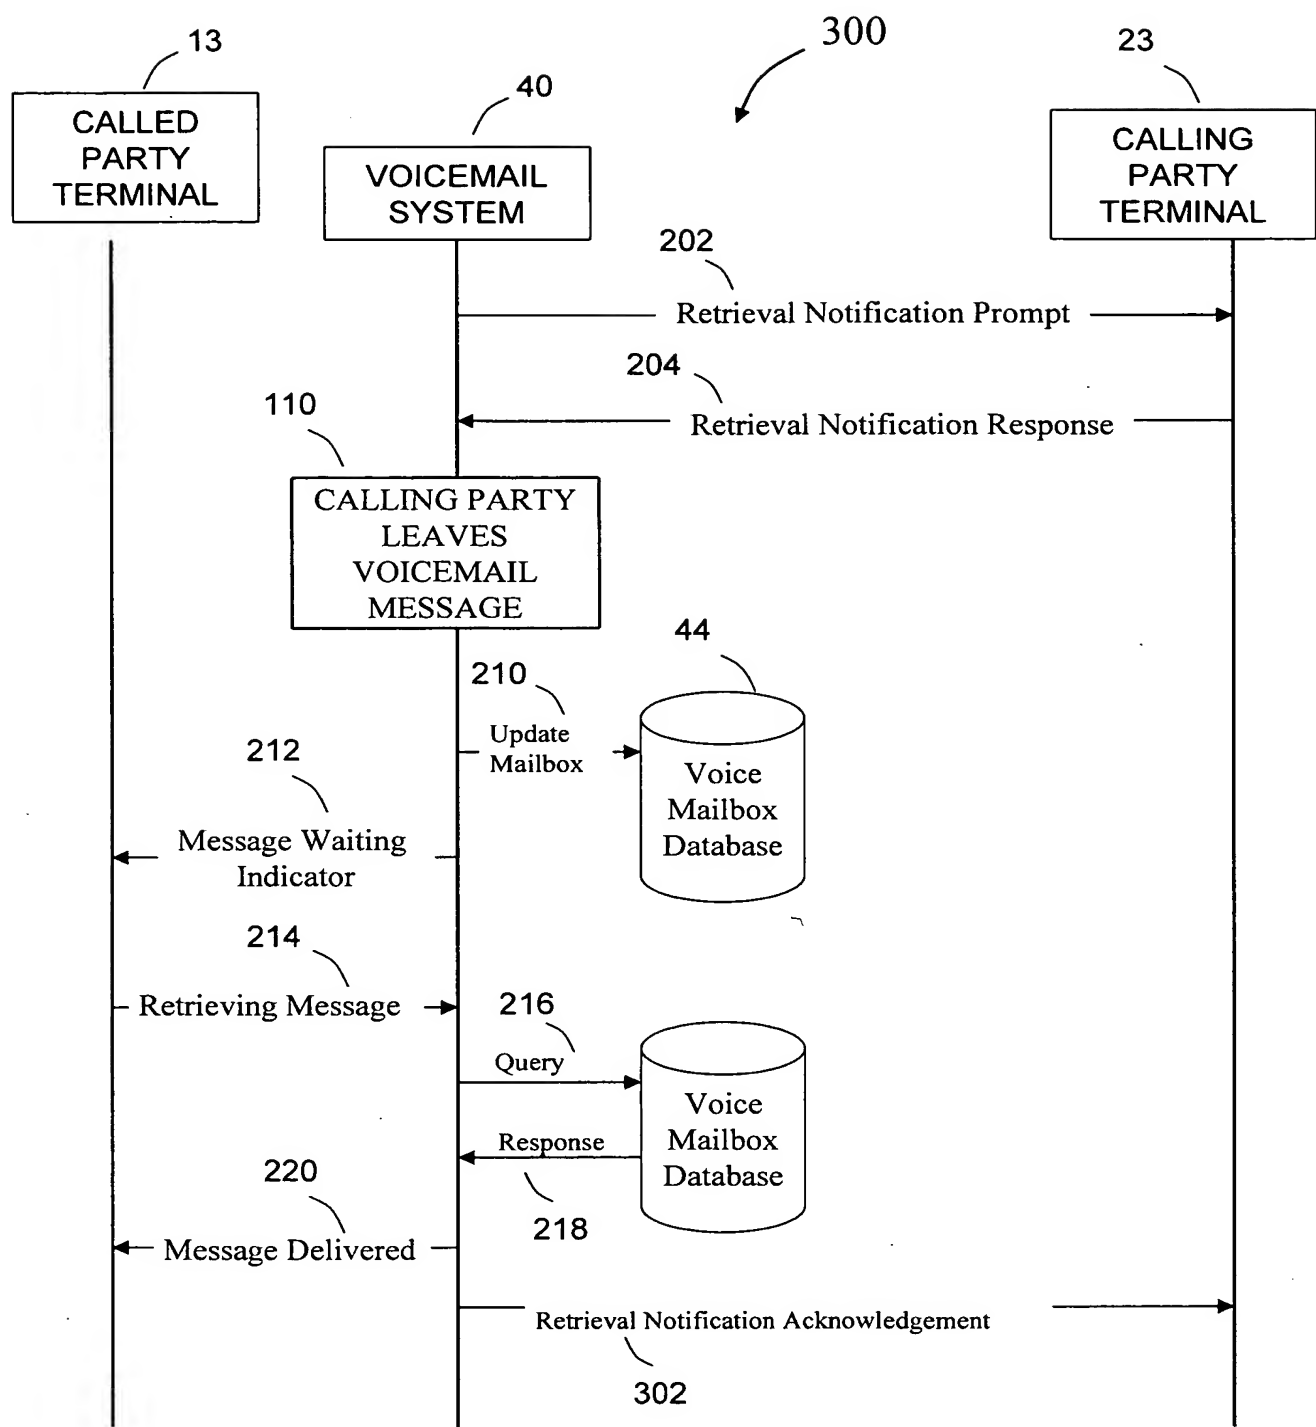 13
300
23
40
CALLED
PARTY
TERMINAL
VOICEMAIL
SYSTEM
CALLING
PARTY
TERMINAL
202
Retrieval Notification Prompt
204
Retrieval Notification Response
110
CALLING PARTY
LEAVES
VOICEMAIL
MESSAGE
44
210
Update
Mailbox
Voice
Mailbox
Database
212
Message Waiting
Indicator
214
Retrieving Message
216
Query
Voice
Mailbox
Database
Response
218
220
Message Delivered
Retrieval Notification Acknowledgement
302